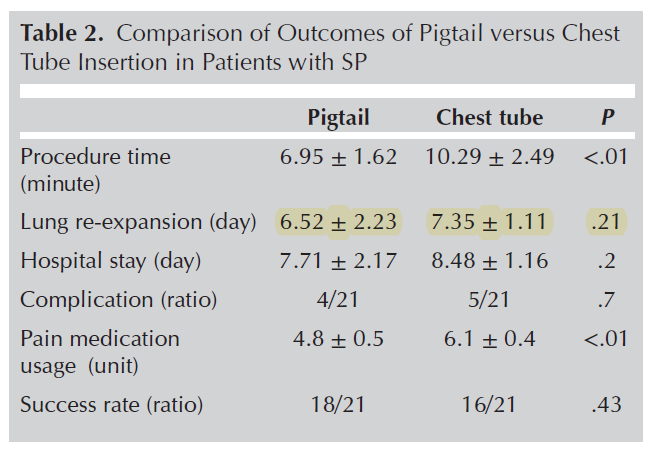 Table 2. Comparison of Outcomes of Pigtail versus Chest
Tube Insertion in Patients with SP
Pigtail Chest tube P
Procedure time 6.95 ± 1.62 10.29 ± 2.49 <.01
(minute)
Lung re-expansion (day) 6.52 ± 2.23 7.35 ± 1.11 .21
Hospital stay (day) 7.71 ± 2.17 8.48 ± 1.16 .2
Complication (ratio) 4/21 5/21 .7
Pain medication 4.8 ± 0.5 6.1 ± 0.4 <.01
usage (unit)
Success rate (ratio) 18/21 16/21 .43